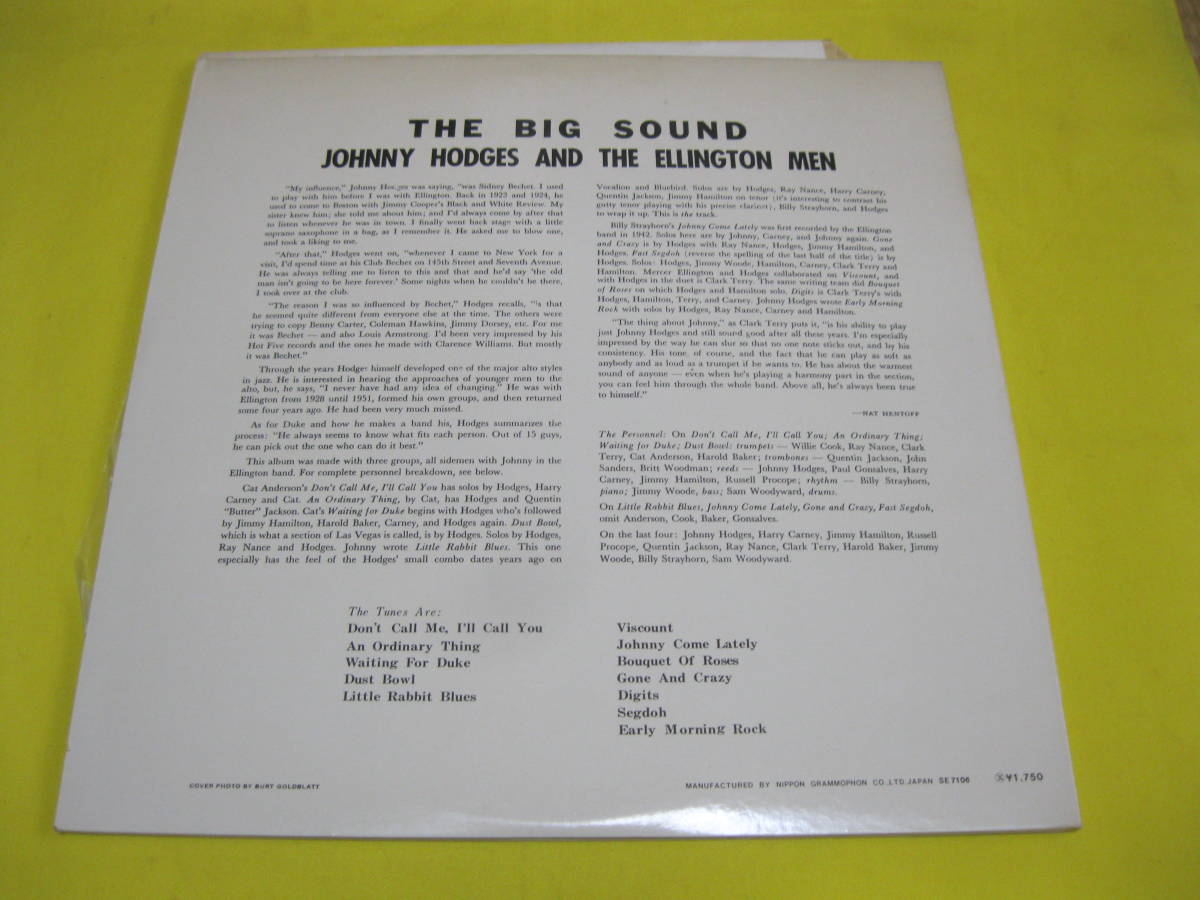 THE BIG SOUND
JOHNNY HODGES AND THE ELLINGTON MEN
"My influence," Johnny Hodges was saying, "was Sidney Bechet. I used
to play with him before I was with Ellington. Back in 1923 and 1924, he
used to come to Boston with Jimmy Cooper's Black and White Review. My
sister knew him; she told me about him; and I'd always come by after that
to listen whenever he was in town. I finally went back stage with a little
soprano saxophone in a bag, as I remember it. He asked me to blow one,
and took a liking to me.
"After that," Hodges went on, "whenever I came to New York for a
visit, I'd spend time at his Club Bechet on 145th Street and Seventh Avenue.
He was always telling me to listen to this and that and he'd say 'the old
man isn't going to be here forever.' Some nights when he couldn't be there,
I took over at the club.
"The reason I was so influenced by Bechet," Hodges recalls, "is that
he seemed quite different from everyone else at the time. The others were
trying to copy Benny Carter, Coleman Hawkins, Jimmy Dorsey, etc. For me
it was Bechet — and also Louis Armstrong. I'd been very impressed by his
Hot Five records and the ones he made with Clarence Williams. But mostly
it was Bechet."
Through the years Hodges himself developed one of the major alto styles
in jazz. He is interested in hearing the approaches of younger men to the
alto, but, he says, "I never have had any idea of changing." He was with
Ellington from 1928 until 1951, formed his own groups, and then returned
some four years ago. He had been very much missed.
As for Duke and how he makes a band his, Hodges summarizes the
process: "He always seems to know what fits each person. Out of 15 guys,
he can pick out the one who can do it best."
This album was made with three groups, all sidemen with Johnny in the
Ellington band. For complete personnel breakdown, see below.
Cat Anderson's Don't Call Me, I'll Call You has solos by Hodges, Harry
Carney and Cat. An Ordinary Thing, by Cat, has Hodges and Quentin
"Butter" Jackson. Cat's Waiting for Duke begins with Hodges who's followed
by Jimmy Hamilton, Harold Baker, Carney, and Hodges again. Dust Bowl,
which is what a section of Las Vegas is called, is by Hodges. Solos by Hodges,
Ray Nance and Hodges. Johnny wrote Little Rabbit Blues. This one
especially has the feel of the Hodges' small combo dates years ago on
Vocalion and Bluebird. Solos are by Hodges, Ray Nance, Harry Carney,
Quentin Jackson, Jimmy Hamilton on tenor (it's interesting to contrast his
gutty tenor playing with his precise clarinet), Billy Strayhorn, and Hodges
to wrap it up. This is the track.
Billy Strayhorn's Johnny Come Lately was first recorded by the Ellington
band in 1942. Solos here are by Johnny, Carney, and Johnny again. Gone
and Crazy is by Hodges with Ray Nance, Hodges, Jimmy Hamilton, and
Hodges. Fast Segdoh (reverse the spelling of the last half of the title) is by
Hodges. Solos: Hodges, Jimmy Woode, Hamilton, Carney, Clark Terry and
Hamilton. Mercer Ellington and Hodges collaborated on Viscount, and
with Hodges in the duet is Clark Terry. The same writing team did Bouquet
of Roses on which Hodges and Hamilton solo. Digits is Clark Terry's with
Hodges, Hamilton, Terry, and Carney. Johnny Hodges wrote Early Morning
Rock with solos by Hodges, Ray Nance, Carney and Hamilton.
"The thing about Johnny," as Clark Terry puts it, "is his ability to play
just Johnny Hodges and still sound good after all these years. I'm especially
impressed by the way he can slur so that no one note sticks out, and by his
consistency. His tone, of course, and the fact that he can play as soft as
anybody and as loud as a trumpet if he wants to. He has about the warmest
sound of anyone — even when he's playing a harmony part in the section,
you can feel him through the whole band. Above all, he's always been true
to himself."
—NAT HENTOFF
The Personnel: On Don't Call Me, I'll Call You; An Ordinary Thing;
Waiting for Duke; Dust Bowl: trumpets — Willie Cook, Ray Nance, Clark
Terry, Cat Anderson, Harold Baker; trombones — Quentin Jackson, John
Sanders, Britt Woodman; reeds — Johnny Hodges, Paul Gonsalves, Harry
Carney, Jimmy Hamilton, Russell Procope; rhythm — Billy Strayhorn,
piano; Jimmy Woode, bass; Sam Woodyward, drums.
On Little Rabbit Blues, Johnny Come Lately, Gone and Crazy, Fast Segdoh,
omit Anderson, Cook, Baker, Gonsalves.
On the last four: Johnny Hodges, Harry Carney, Jimmy Hamilton, Russell
Procope, Quentin Jackson, Ray Nance, Clark Terry, Harold Baker, Jimmy
Woode, Billy Strayhorn, Sam Woodyward.
The Tunes Are:
Don't Call Me, I'll Call You
An Ordinary Thing
Waiting For Duke
Dust Bowl
Little Rabbit Blues
Viscount
Johnny Come Lately
Bouquet Of Roses
Gone And Crazy
Digits
Segdoh
Early Morning Rock
COVER PHOTO BY BURT GOLDBLATT
MANUFACTURED BY NIPPON GRAMMOPHON CO.,LTD.JAPAN SE7106 ¥1,750